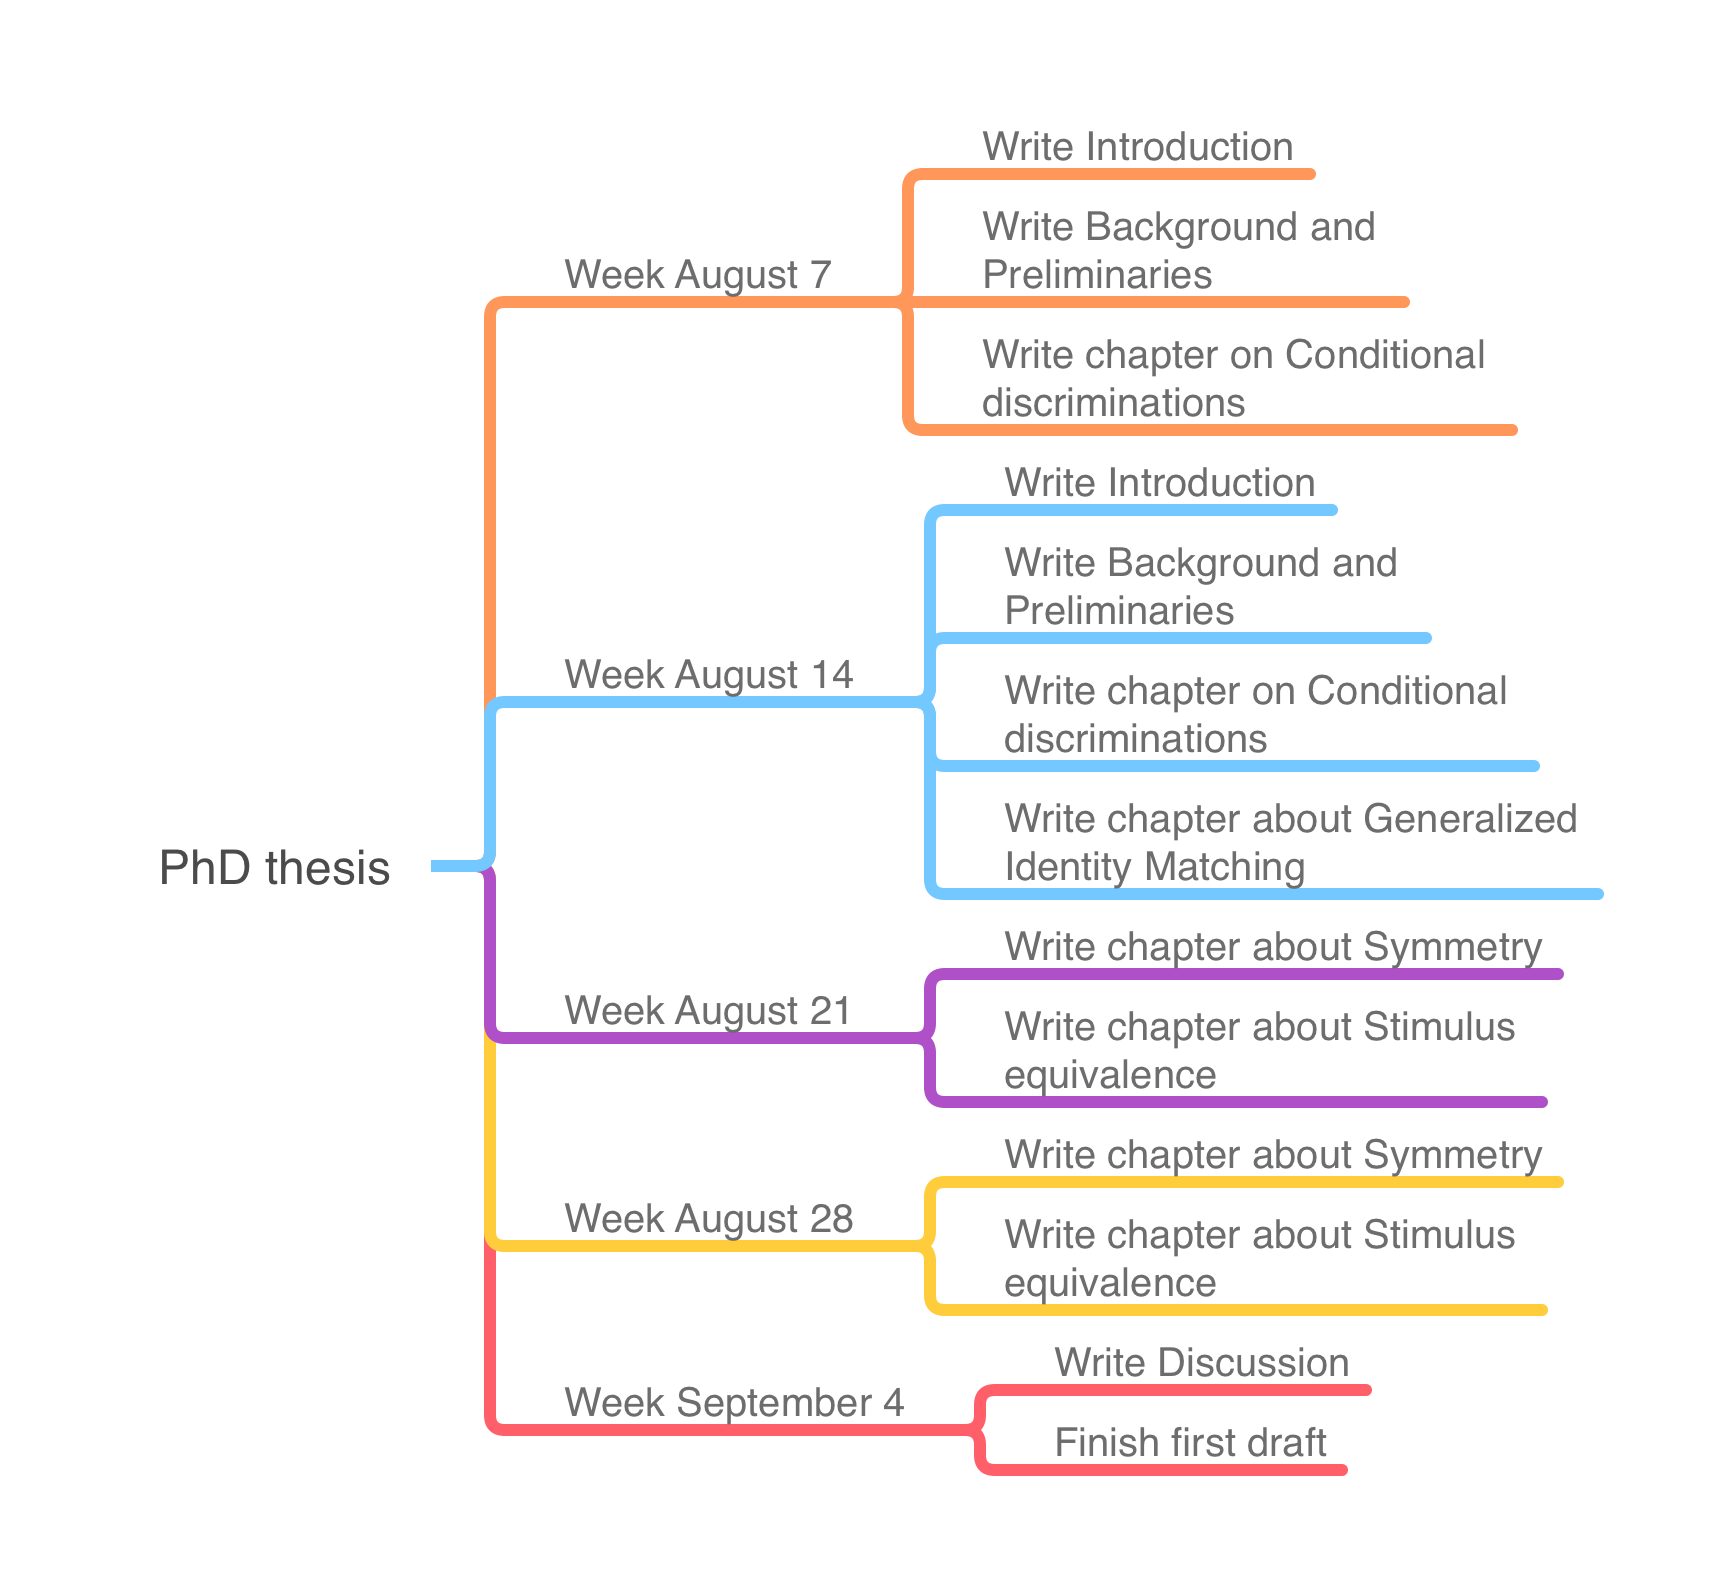 PhD thesis
Week August 7
Write Introduction
Write Background and
Preliminaries
Write chapter on Conditional
discriminations
Week August 14
Write Introduction
Write Background and
Preliminaries
Write chapter on Conditional
discriminations
Write chapter about Generalized
Identity Matching
Week August 21
Write chapter about Symmetry
Write chapter about Stimulus
equivalence
Week August 28
Write chapter about Symmetry
Write chapter about Stimulus
equivalence
Week September 4
Write Discussion
Finish first draft